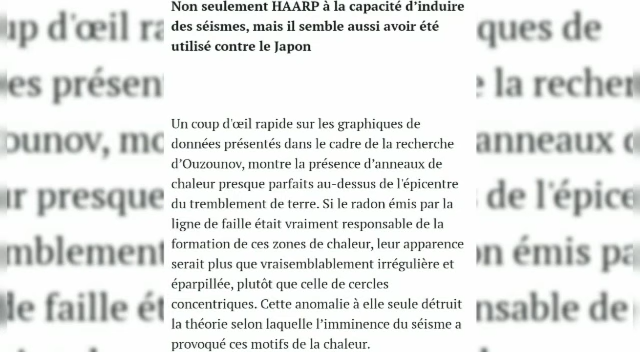 Non seulement HAARP à la capacité d'induire
des séismes, mais il semble aussi avoir été
utilisé contre le Japon
Un coup d'œil rapide sur les graphiques de
données présentés dans le cadre de la recherche
d'Ouzounov, montre la présence d'anneaux de
chaleur presque parfaits au-dessus de l'épicentre
du tremblement de terre. Si le radon émis par la
ligne de faille était vraiment responsable de la
formation de ces zones de chaleur, leur apparence
serait plus que vraisemblablement irrégulière et
éparpillée, plutôt que celle de cercles
concentriques. Cette anomalie à elle seule détruit
la théorie selon laquelle l'imminence du séisme a
provoqué ces motifs de la chaleur.